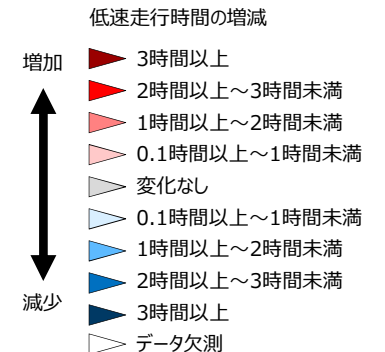 低速走行時間の増減
増加
3時間以上
2時間以上～3時間未満
1時間以上～2時間未満
0.1時間以上～1時間未満
変化なし
0.1時間以上～1時間未満
1時間以上～2時間未満
2時間以上～3時間未満
減少
3時間以上
データ欠測